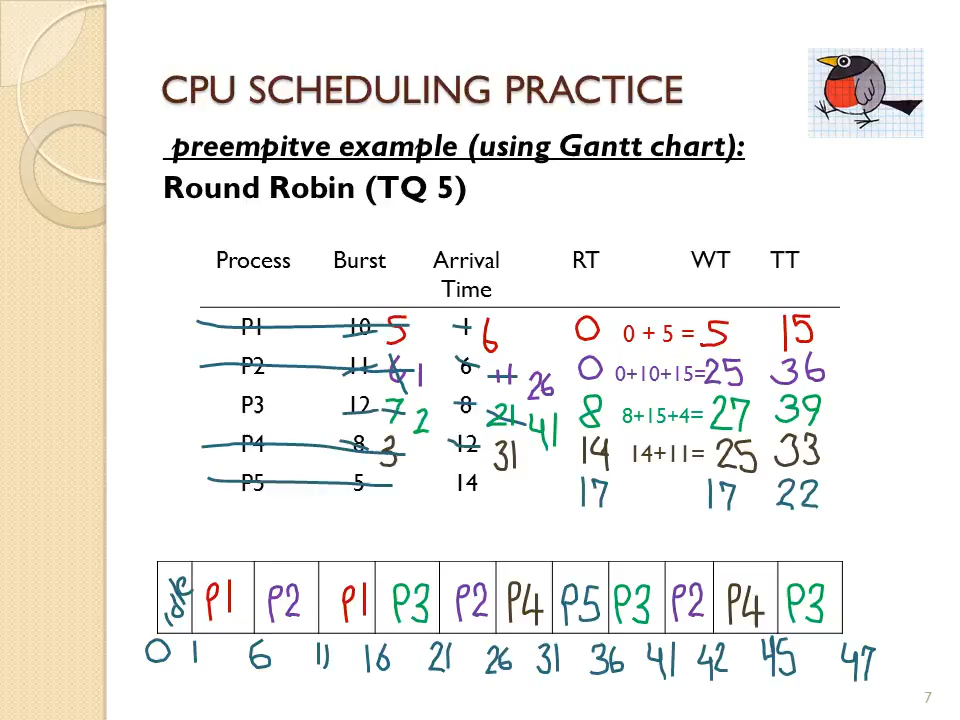 CPU SCHEDULING PRACTICE
preempitve example (using Gantt chart):
Round Robin (TQ 5)
Process Burst Arrival Time RT WT TT
P1 10 5 1 6 0 0 + 5 = 5 15
P2 11 6 1 6 11 26 0 0+10+15= 25 36
P3 12 7 2 8 21 41 8 8+15+4= 27 39
P4 8 3 12 31 14 14+11= 25 33
P5 5 14 17 17 22
idle P1 P2 P1 P3 P2 P4 P5 P3 P2 P4 P3
0 1 6 11 16 21 26 31 36 41 42 45 47
7